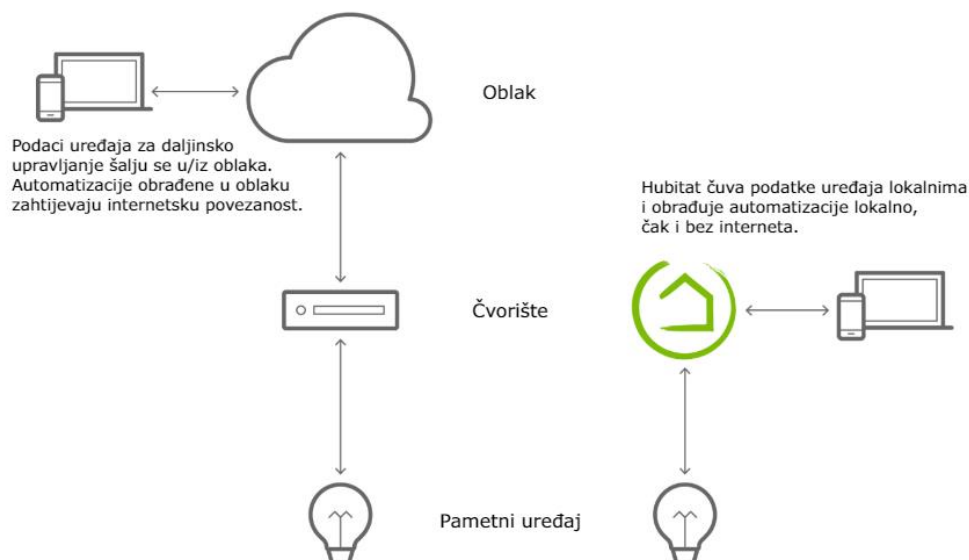 Oblak
Podaci uređaja za daljinsko
upravljanje šalju se u/iz oblaka.
Automatizacije obrađene u oblaku
zahtijevaju internetsku povezanost.
Hubitat čuva podatke uređaja lokalnima
i obrađuje automatizacije lokalno,
čak i bez interneta.
Čvorište
Pametni uređaj